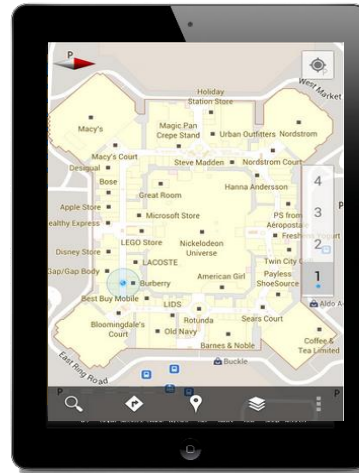 P
P
Holiday
Station Store
West Market
Macy's
Magic Pan
Crepe Stand
Urban Outfitters
Nordstrom
Macy's Court
Steve Madden
Nordstrom Court
Desigual
Bose
Hanna Andersson
Great Room
4
Apple Store
Microsoft Store
PS from
Aéropostale
3
ealthy Express
LEGO Store
Nickelodeon
Universe
2
Disney Store
LACOSTE
Twin City
Gap/Gap Body
Burberry
American Girl
Payless
ShoeSource
1
Best Buy Mobile
LIDS
Aldo A
Bloomingdale's
Court
Rotunda
Sears Court
Old Navy
Barnes & Noble
Coffee &
Tea Limited
East Ring Road
Buckle
P
P